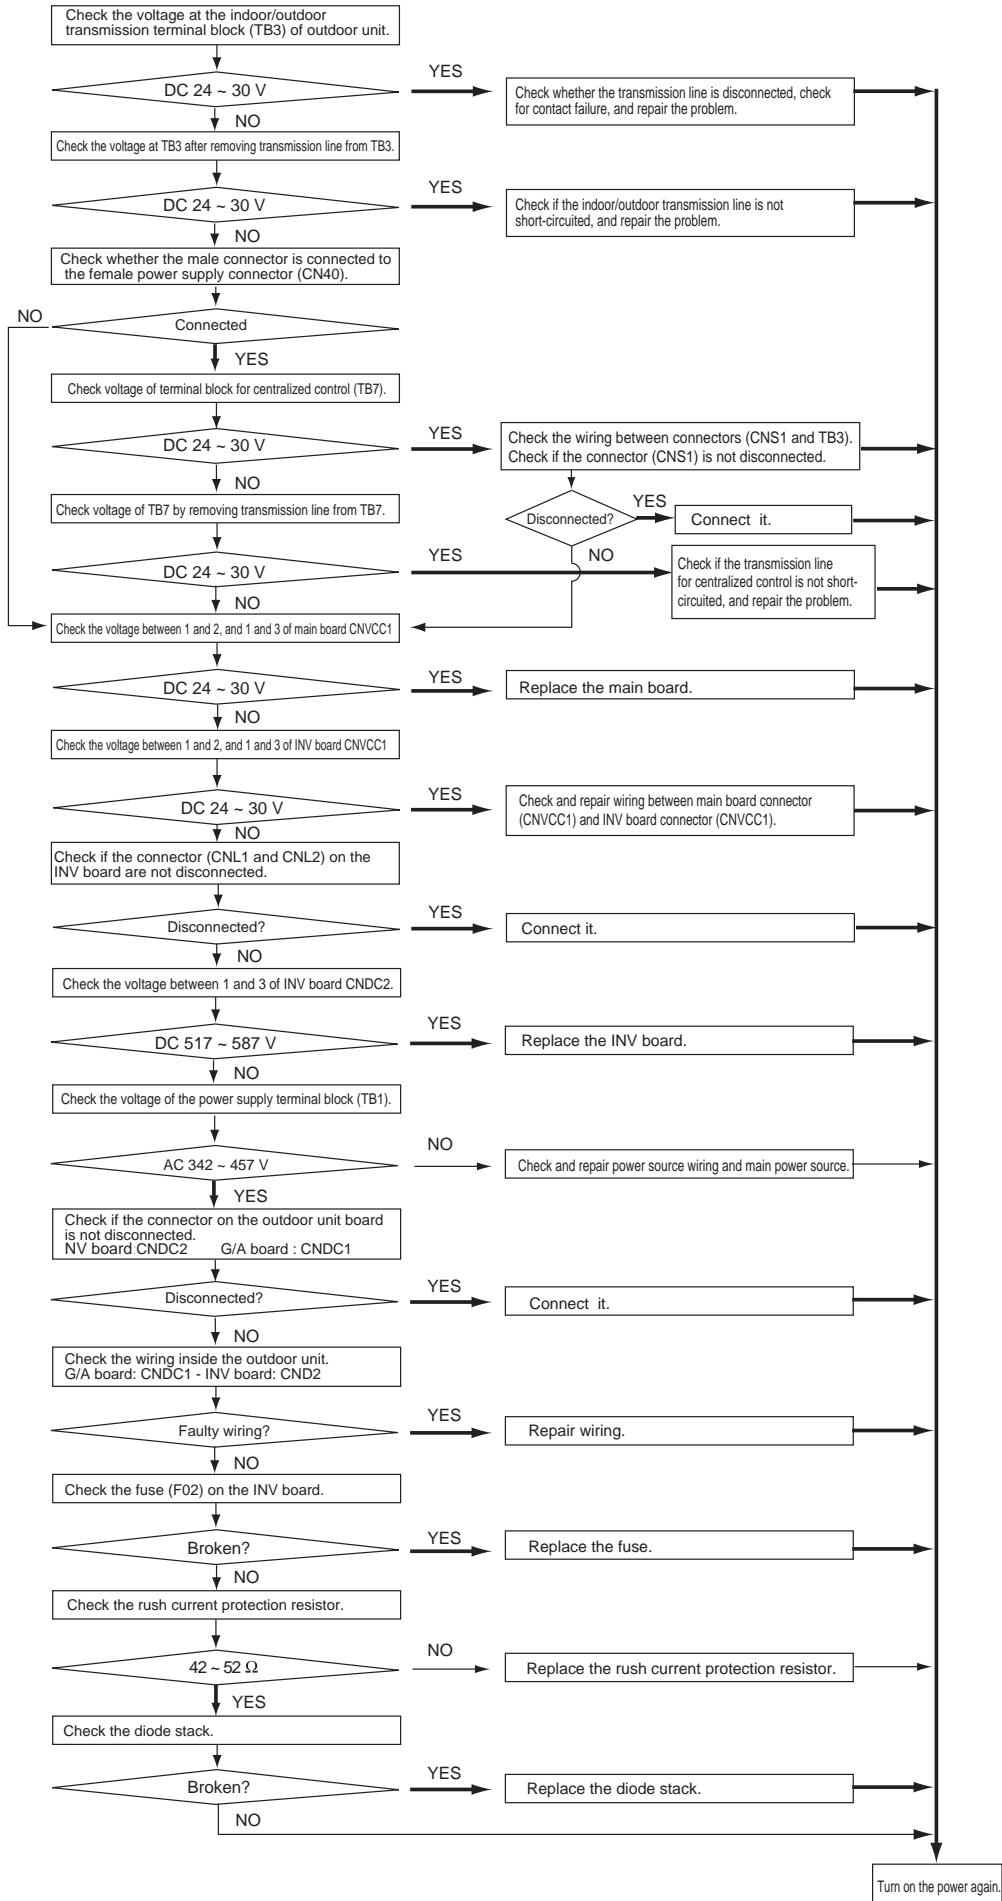 Check the voltage at the indoor/outdoor
transmission terminal block (TB3) of outdoor unit.
DC 24 ~ 30 V
YES
Check whether the transmission line is disconnected, check
for contact failure, and repair the problem.
NO
Check the voltage at TB3 after removing transmission line from TB3.
DC 24 ~ 30 V
YES
Check if the indoor/outdoor transmission line is not
short-circuited, and repair the problem.
NO
Check whether the male connector is connected to
the female power supply connector (CN40).
NO
Connected
YES
Check voltage of terminal block for centralized control (TB7).
DC 24 ~ 30 V
YES
Check the wiring between connectors (CNS1 and TB3).
Check if the connector (CNS1) is not disconnected.
NO
Check voltage of TB7 by removing transmission line from TB7.
Disconnected?
YES
Connect it.
DC 24 ~ 30 V
YES
NO
Check if the transmission line
for centralized control is not short-
circuited, and repair the problem.
NO
Check the voltage between 1 and 2, and 1 and 3 of main board CNVCC1
DC 24 ~ 30 V
YES
Replace the main board.
NO
Check the voltage between 1 and 2, and 1 and 3 of INV board CNVCC1
DC 24 ~ 30 V
YES
Check and repair wiring between main board connector
(CNVCC1) and INV board connector (CNVCC1).
NO
Check if the connector (CNL1 and CNL2) on the
INV board are not disconnected.
Disconnected?
YES
Connect it.
NO
Check the voltage between 1 and 3 of INV board CNDC2.
DC 517 ~ 587 V
YES
Replace the INV board.
NO
Check the voltage of the power supply terminal block (TB1).
AC 342 ~ 457 V
NO
Check and repair power source wiring and main power source.
YES
Check if the connector on the outdoor unit board
is not disconnected.
NV board CNDC2 G/A board : CNDC1
Disconnected?
YES
Connect it.
NO
Check the wiring inside the outdoor unit.
G/A board: CNDC1 - INV board: CND2
Faulty wiring?
YES
Repair wiring.
NO
Check the fuse (F02) on the INV board.
Broken?
YES
Replace the fuse.
NO
Check the rush current protection resistor.
42 ~ 52 Ω
NO
Replace the rush current protection resistor.
YES
Check the diode stack.
Broken?
YES
Replace the diode stack.
NO
Turn on the power again.